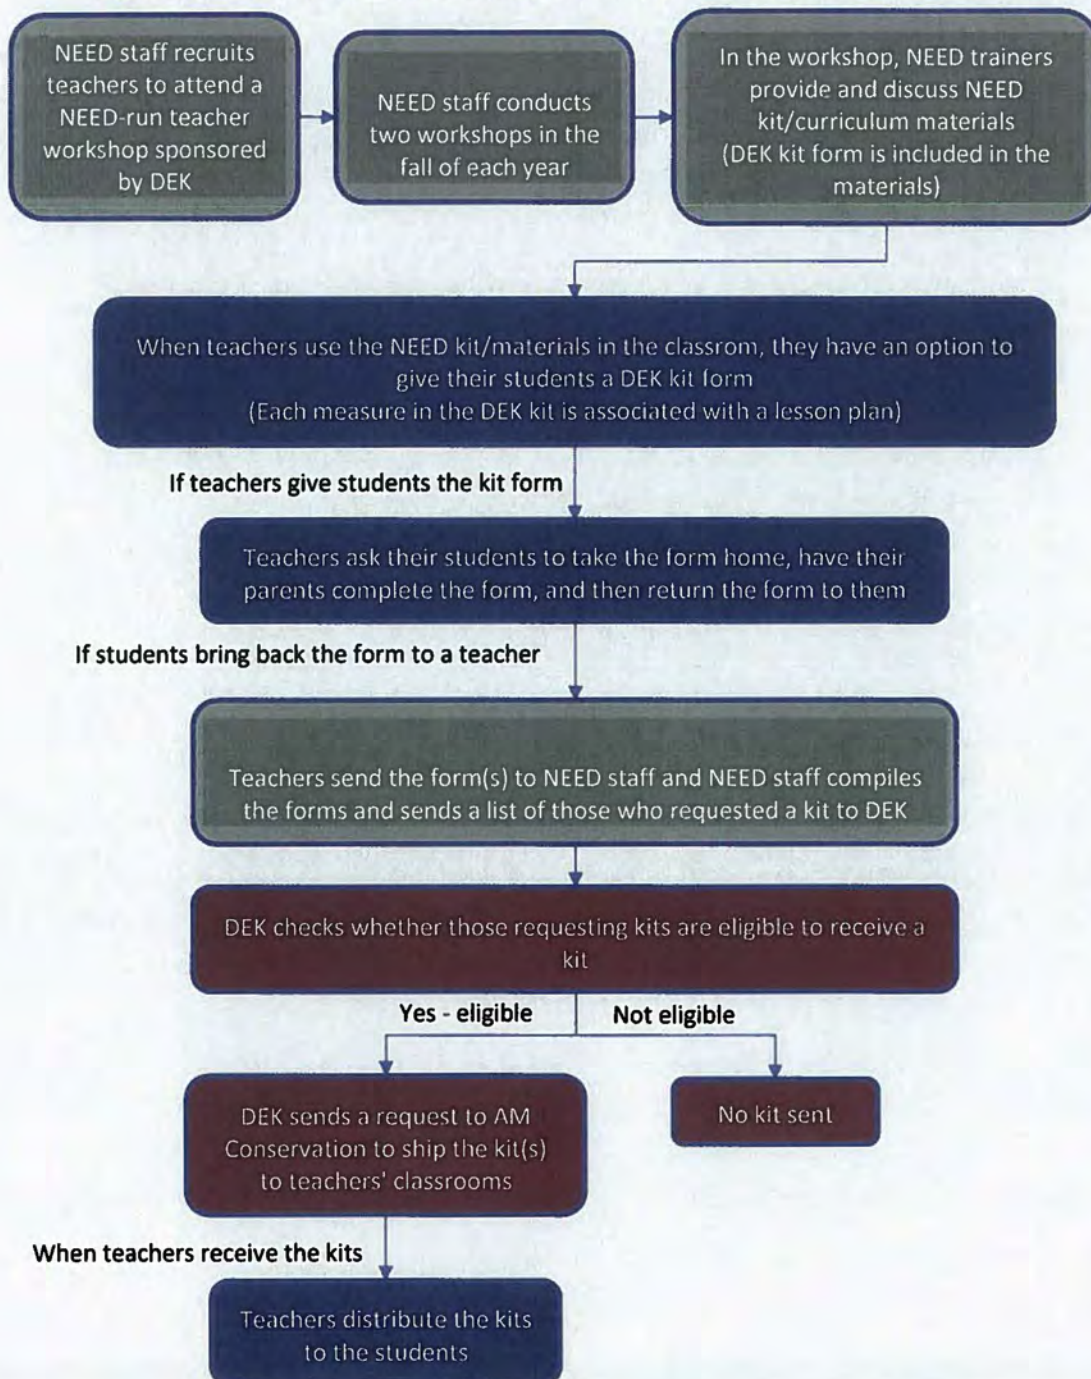 NEED staff recruits
teachers to attend a
NEED-run teacher
workshop sponsored
by DEK
NEED staff conducts
two workshops in the
fall of each year
In the workshop, NEED trainers
provide and discuss NEED
kit/curriculum materials
(DEK kit form is included in the
materials)
When teachers use the NEED kit/materials in the classrom, they have an option to
give their students a DEK kit form
(Each measure in the DEK kit is associated with a lesson plan)
If teachers give students the kit form
Teachers ask their students to take the form home, have their
parents complete the form, and then return the form to them
If students bring back the form to a teacher
Teachers send the form(s) to NEED staff and NEED staff compiles
the forms and sends a list of those who requested a kit to DEK
DEK checks whether those requesting kits are eligible to receive a
kit
Yes - eligible
Not eligible
DEK sends a request to AM
Conservation to ship the kit(s)
to teachers' classrooms
No kit sent
When teachers receive the kits
Teachers distribute the kits
to the students